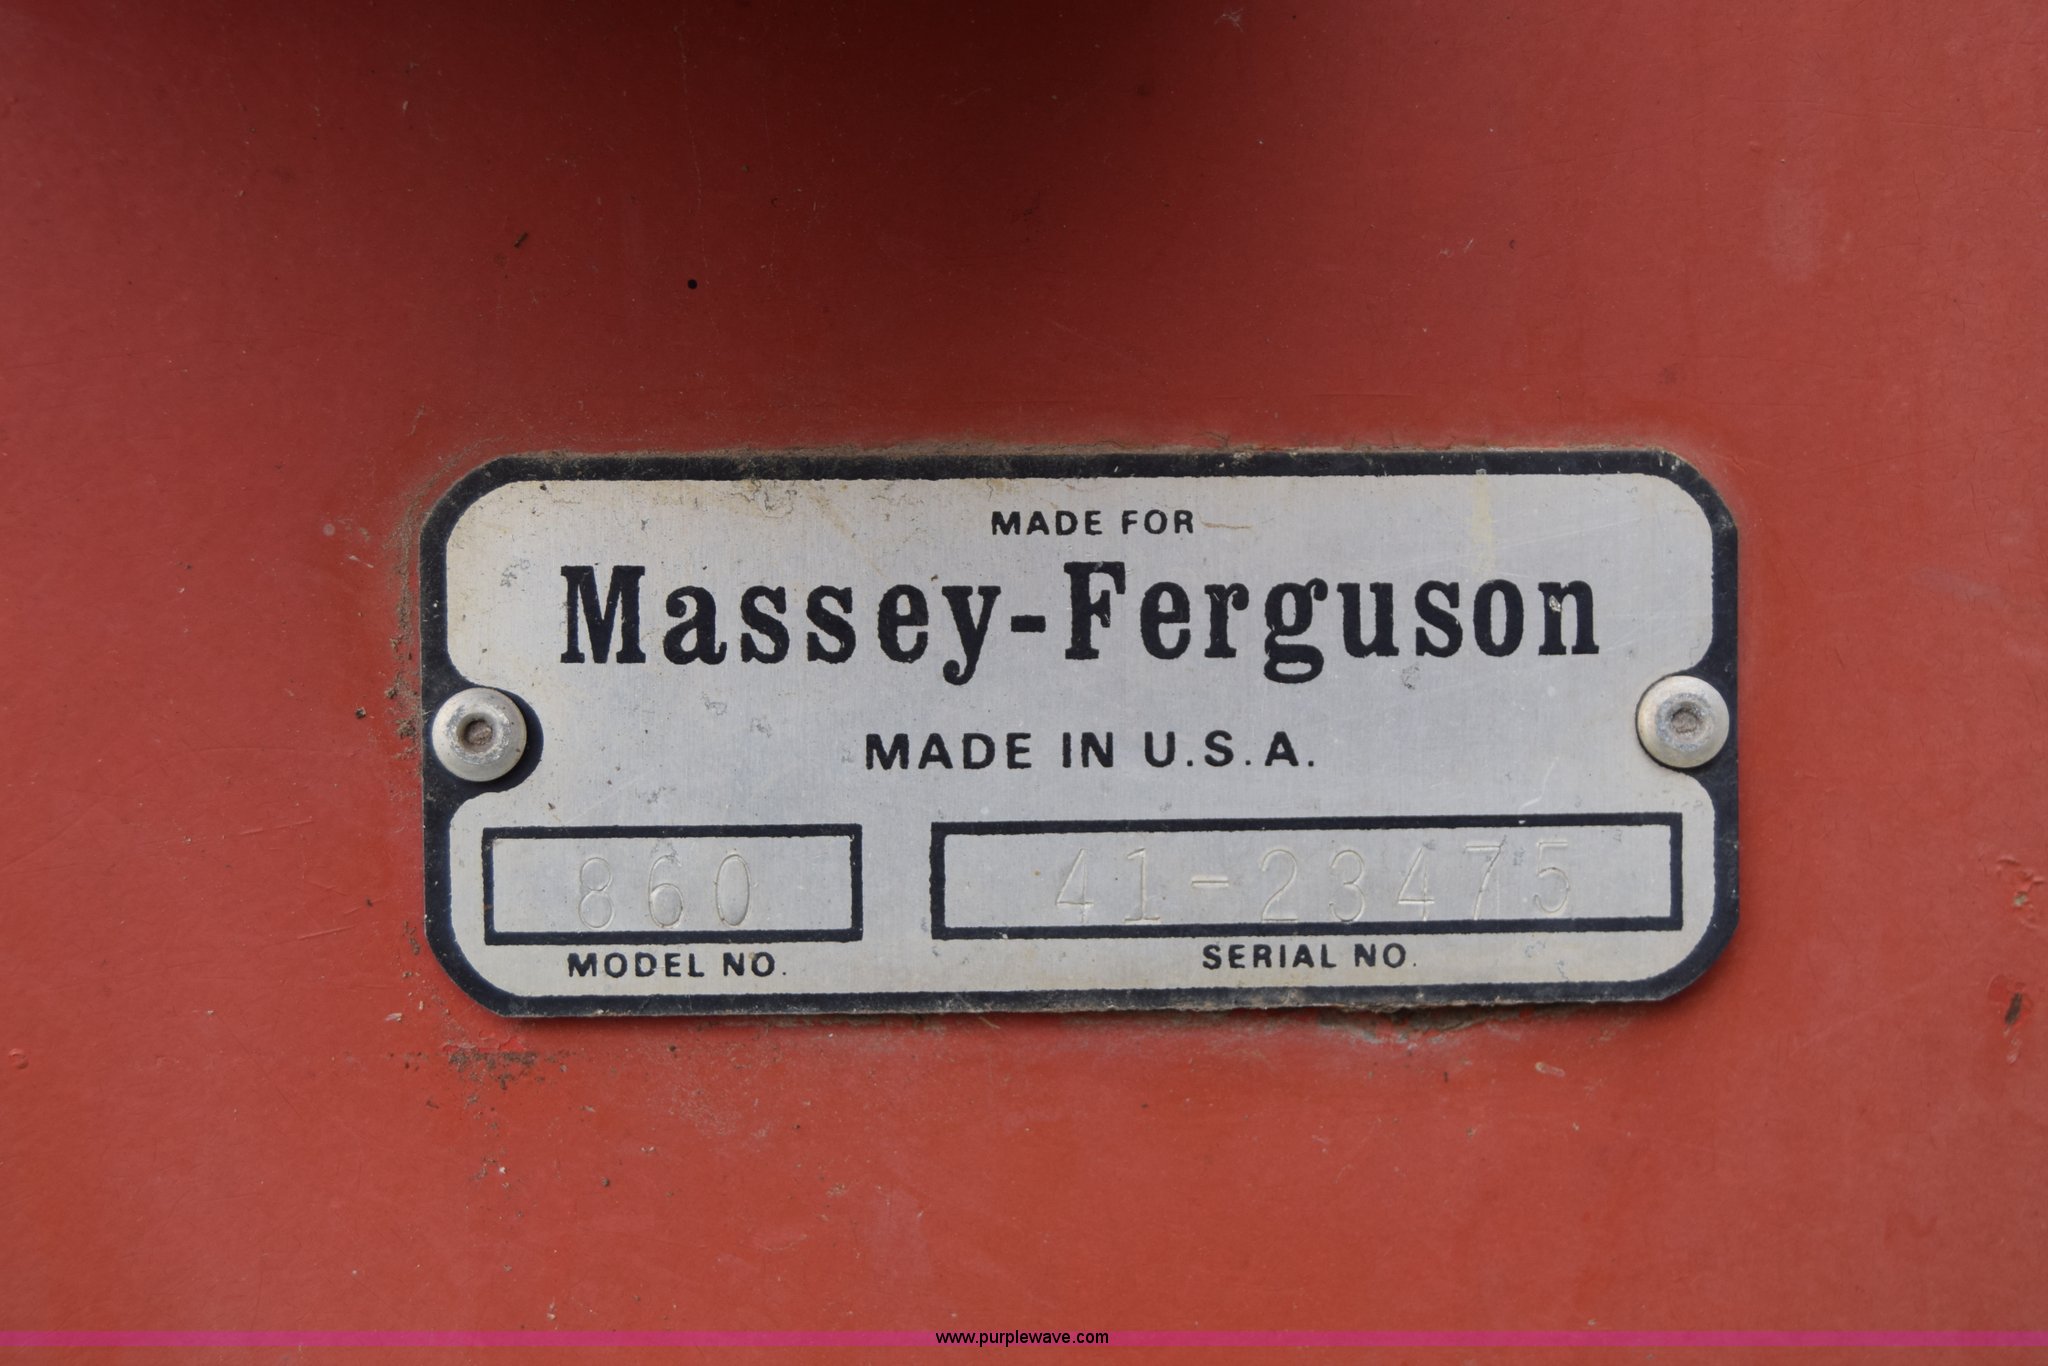 MADE FOR
Massey-Ferguson
MADE IN U.S.A.
860 41-23475
MODEL NO. SERIAL NO.
www.purplewave.com